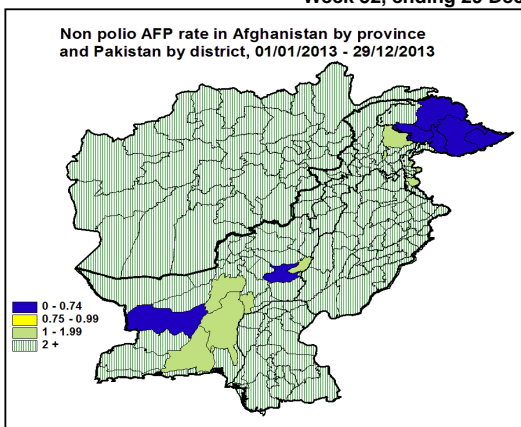 Non polio AFP rate in Afghanistan by province
and Pakistan by district, 01/01/2013 - 29/12/2013
0 - 0.74
0.75 - 0.99
1 - 1.99
2 +